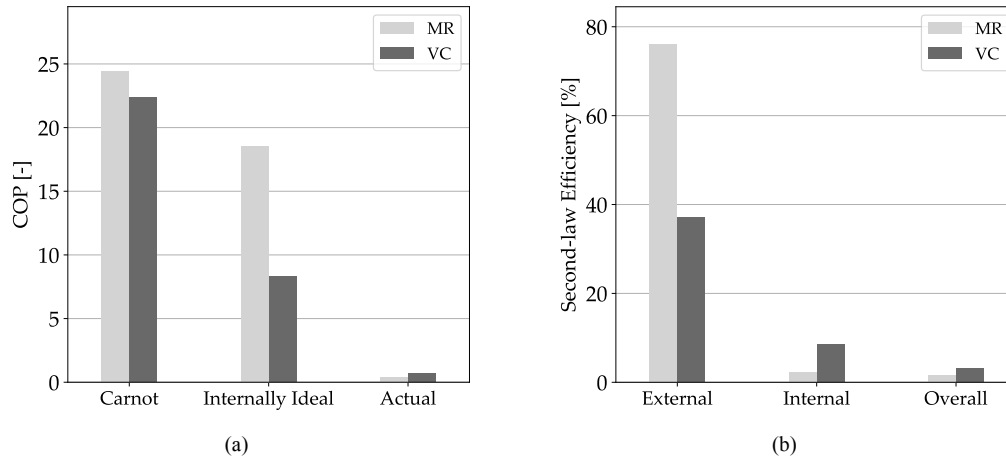 MR
VC
COP [-]
25
20
15
10
5
0
Carnot
Internally Ideal
Actual
(a)
MR
VC
Second-law Efficiency [%]
80
60
40
20
0
External
Internal
Overall
(b)